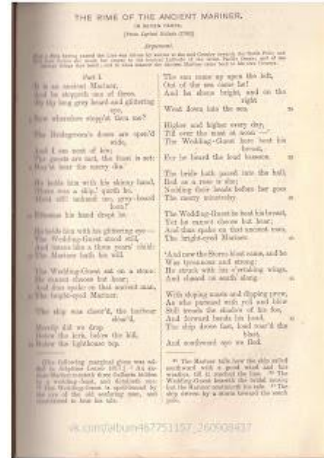 THE RIME OF THE ANCIENT MARINER.
IN SEVEN PARTS.
[From Lyrical Ballads (1798)]
Argument.
Part I.
It is an ancient Mariner,
And he stoppeth one of three.
By thy long grey beard and glittering
eye,
Now wherefore stopp'st thou me?
The Bridegroom's doors are open'd
wide,
And I am next of kin;
The guests are met, the feast is set:
May'st hear the merry din.'
He holds him with his skinny hand,
There was a ship,' quoth he.
Hold off! unhand me, grey-beard
loon!'
Eftsoons his hand dropt he.
He holds him with his glittering eye—
The Wedding-Guest stood still,
And listens like a three years' child:
The Mariner hath his will.
The Wedding-Guest sat on a stone:
He cannot choose but hear;
And thus spake on that ancient man,
The bright-eyed Mariner.
The ship was cheer'd, the harbour
clear'd,
Merrily did we drop
Below the kirk, below the hill,
Below the lighthouse top.
The sun came up upon the left,
Out of the sea came he!
And he shone bright, and on the
right
Went down into the sea.
Higher and higher every day,
Till over the mast at noon—'
The Wedding-Guest here beat his
breast,
For he heard the loud bassoon.
The bride hath paced into the hall,
Red as a rose is she;
Nodding their heads before her goes
The merry minstrelsy.
The Wedding-Guest he beat his breast,
Yet he cannot choose but hear;
And thus spake on that ancient man,
The bright-eyed Mariner.
'And now the Storm-blast came, and he
Was tyrannous and strong:
He struck with his o'ertaking wings,
And chased us south along.
With sloping masts and dipping prow,
As who pursued with yell and blow
Still treads the shadow of his foe,
And forward bends his head,
The ship drove fast, loud roar'd the
blast,
And southward aye we fled.
vk.com/album467751157_260908437